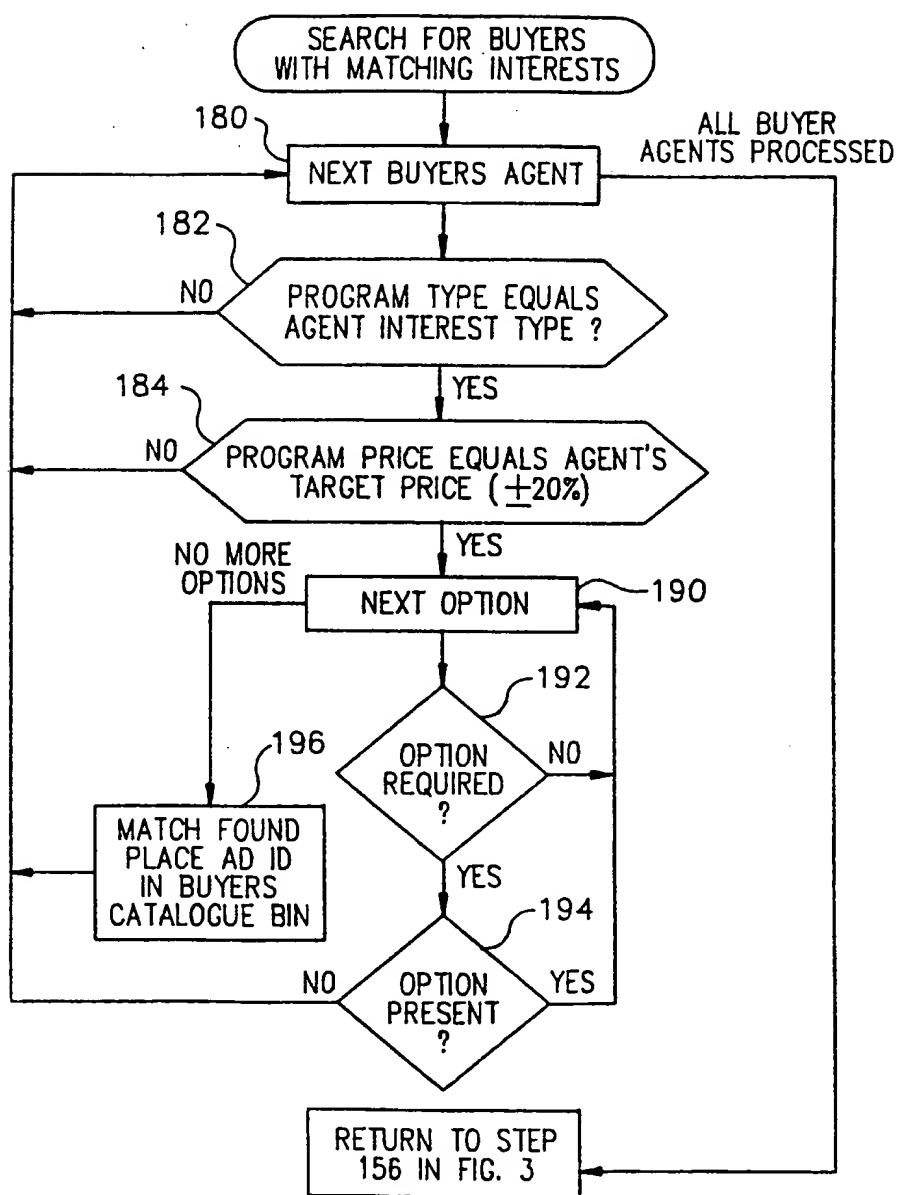 SEARCH FOR BUYERS
WITH MATCHING INTERESTS
180
ALL BUYER
AGENTS PROCESSED
NEXT BUYERS AGENT
182
NO
PROGRAM TYPE EQUALS
AGENT INTEREST TYPE ?
YES
184
NO
PROGRAM PRICE EQUALS AGENT'S
TARGET PRICE (±20%)
YES
NO MORE
OPTIONS
NEXT OPTION
190
192
OPTION
REQUIRED
?
NO
196
MATCH FOUND
PLACE AD ID
IN BUYERS
CATALOGUE BIN
YES
194
NO
OPTION
PRESENT
?
YES
RETURN TO STEP
156 IN FIG. 3